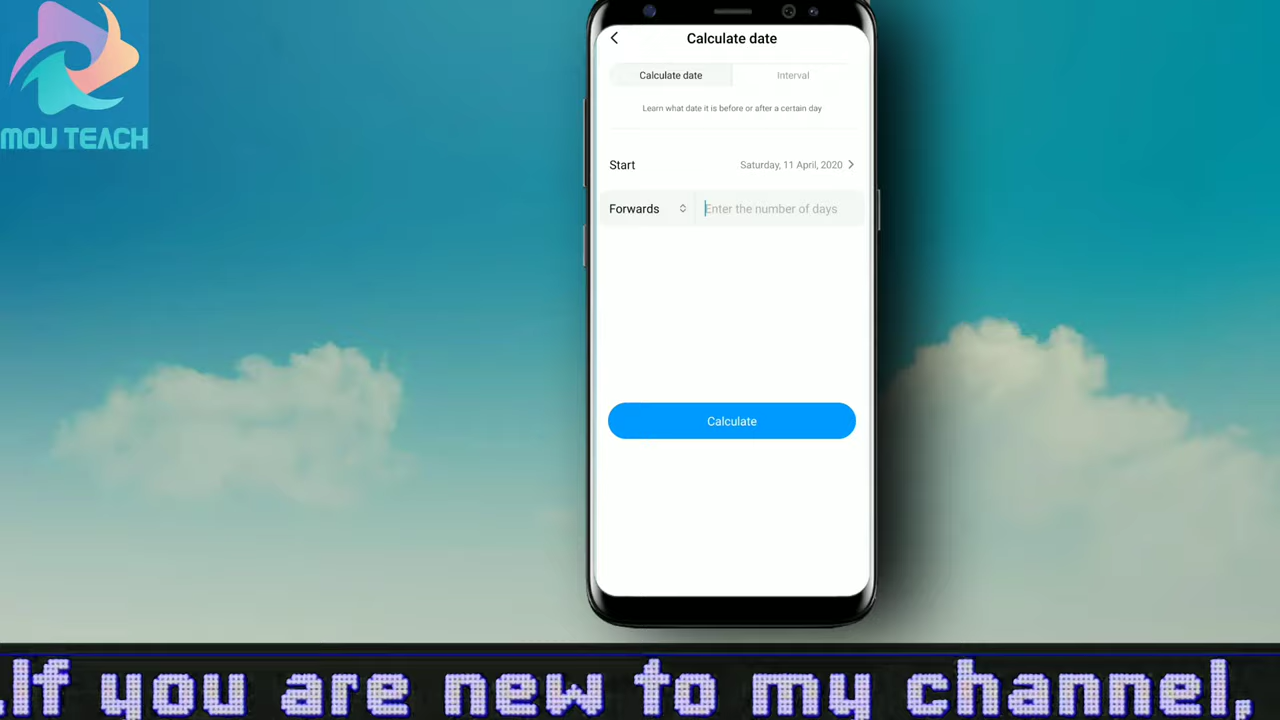 MOU TEACH
Calculate date
Calculate date
Interval
Learn what date it is before or after a certain day
Start
Saturday, 11 April, 2020
Forwards
Enter the number of days
Calculate
.If you are new to my channel,